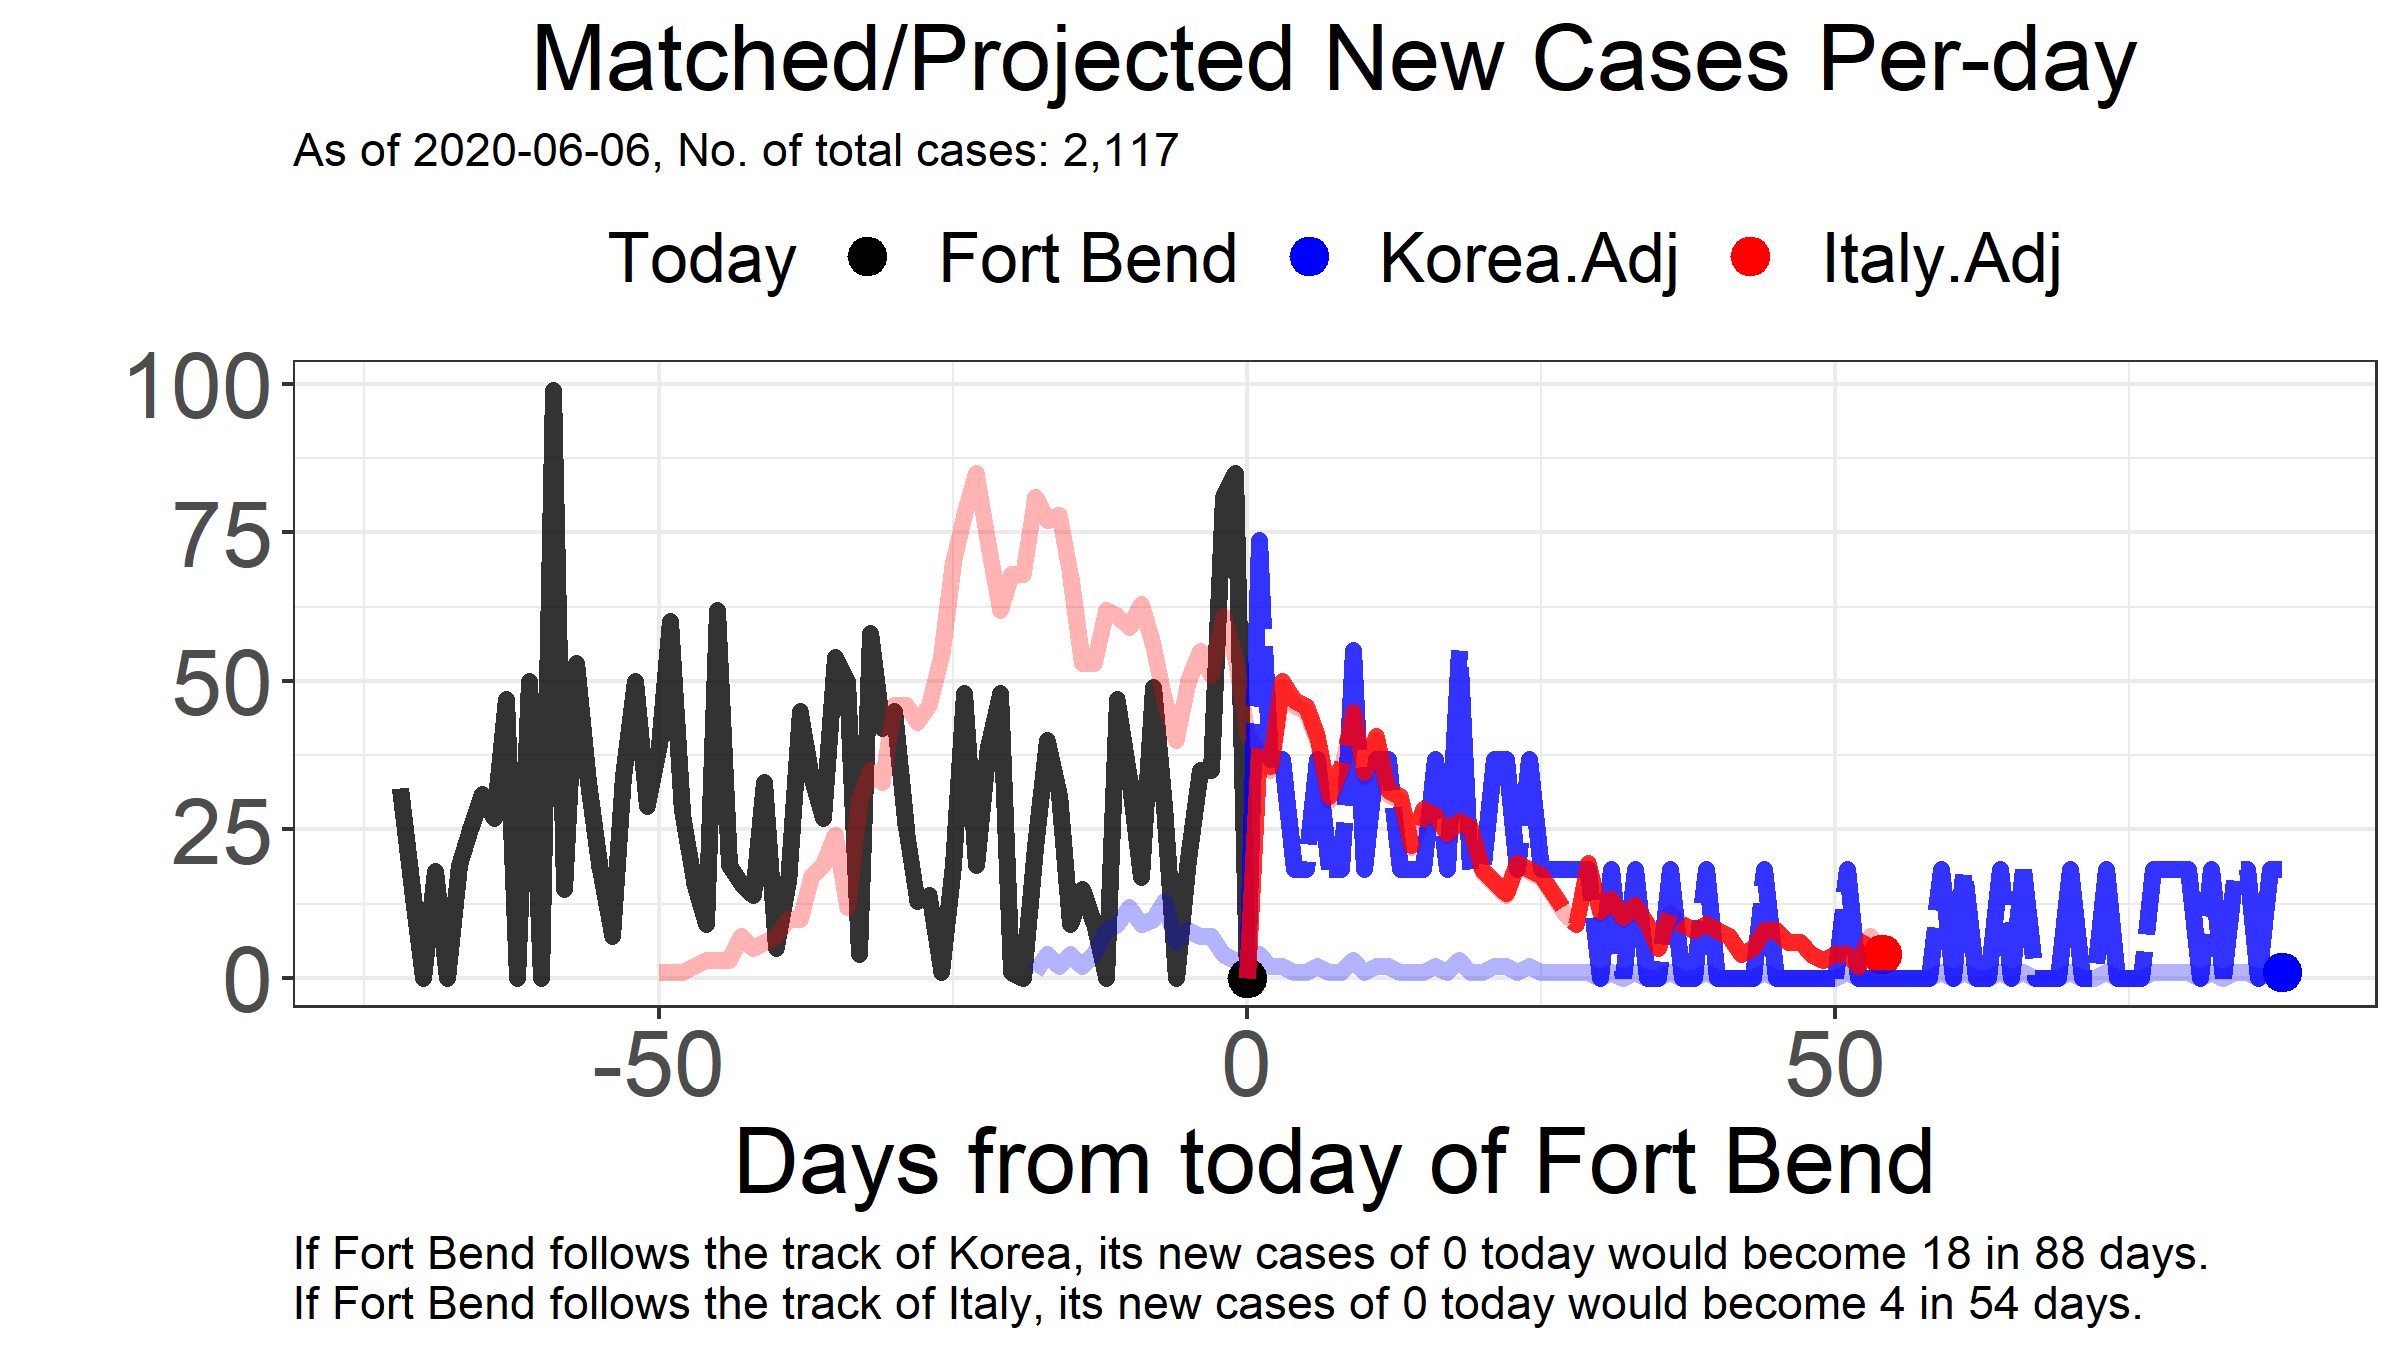 Matched/Projected New Cases Per-day
As of 2020-06-06, No. of total cases: 2,117
Today Fort Bend Korea.Adj Italy.Adj
100
75
50
25
0
-50 0 50
Days from today of Fort Bend
If Fort Bend follows the track of Korea, its new cases of 0 today would become 18 in 88 days.
If Fort Bend follows the track of Italy, its new cases of 0 today would become 4 in 54 days.